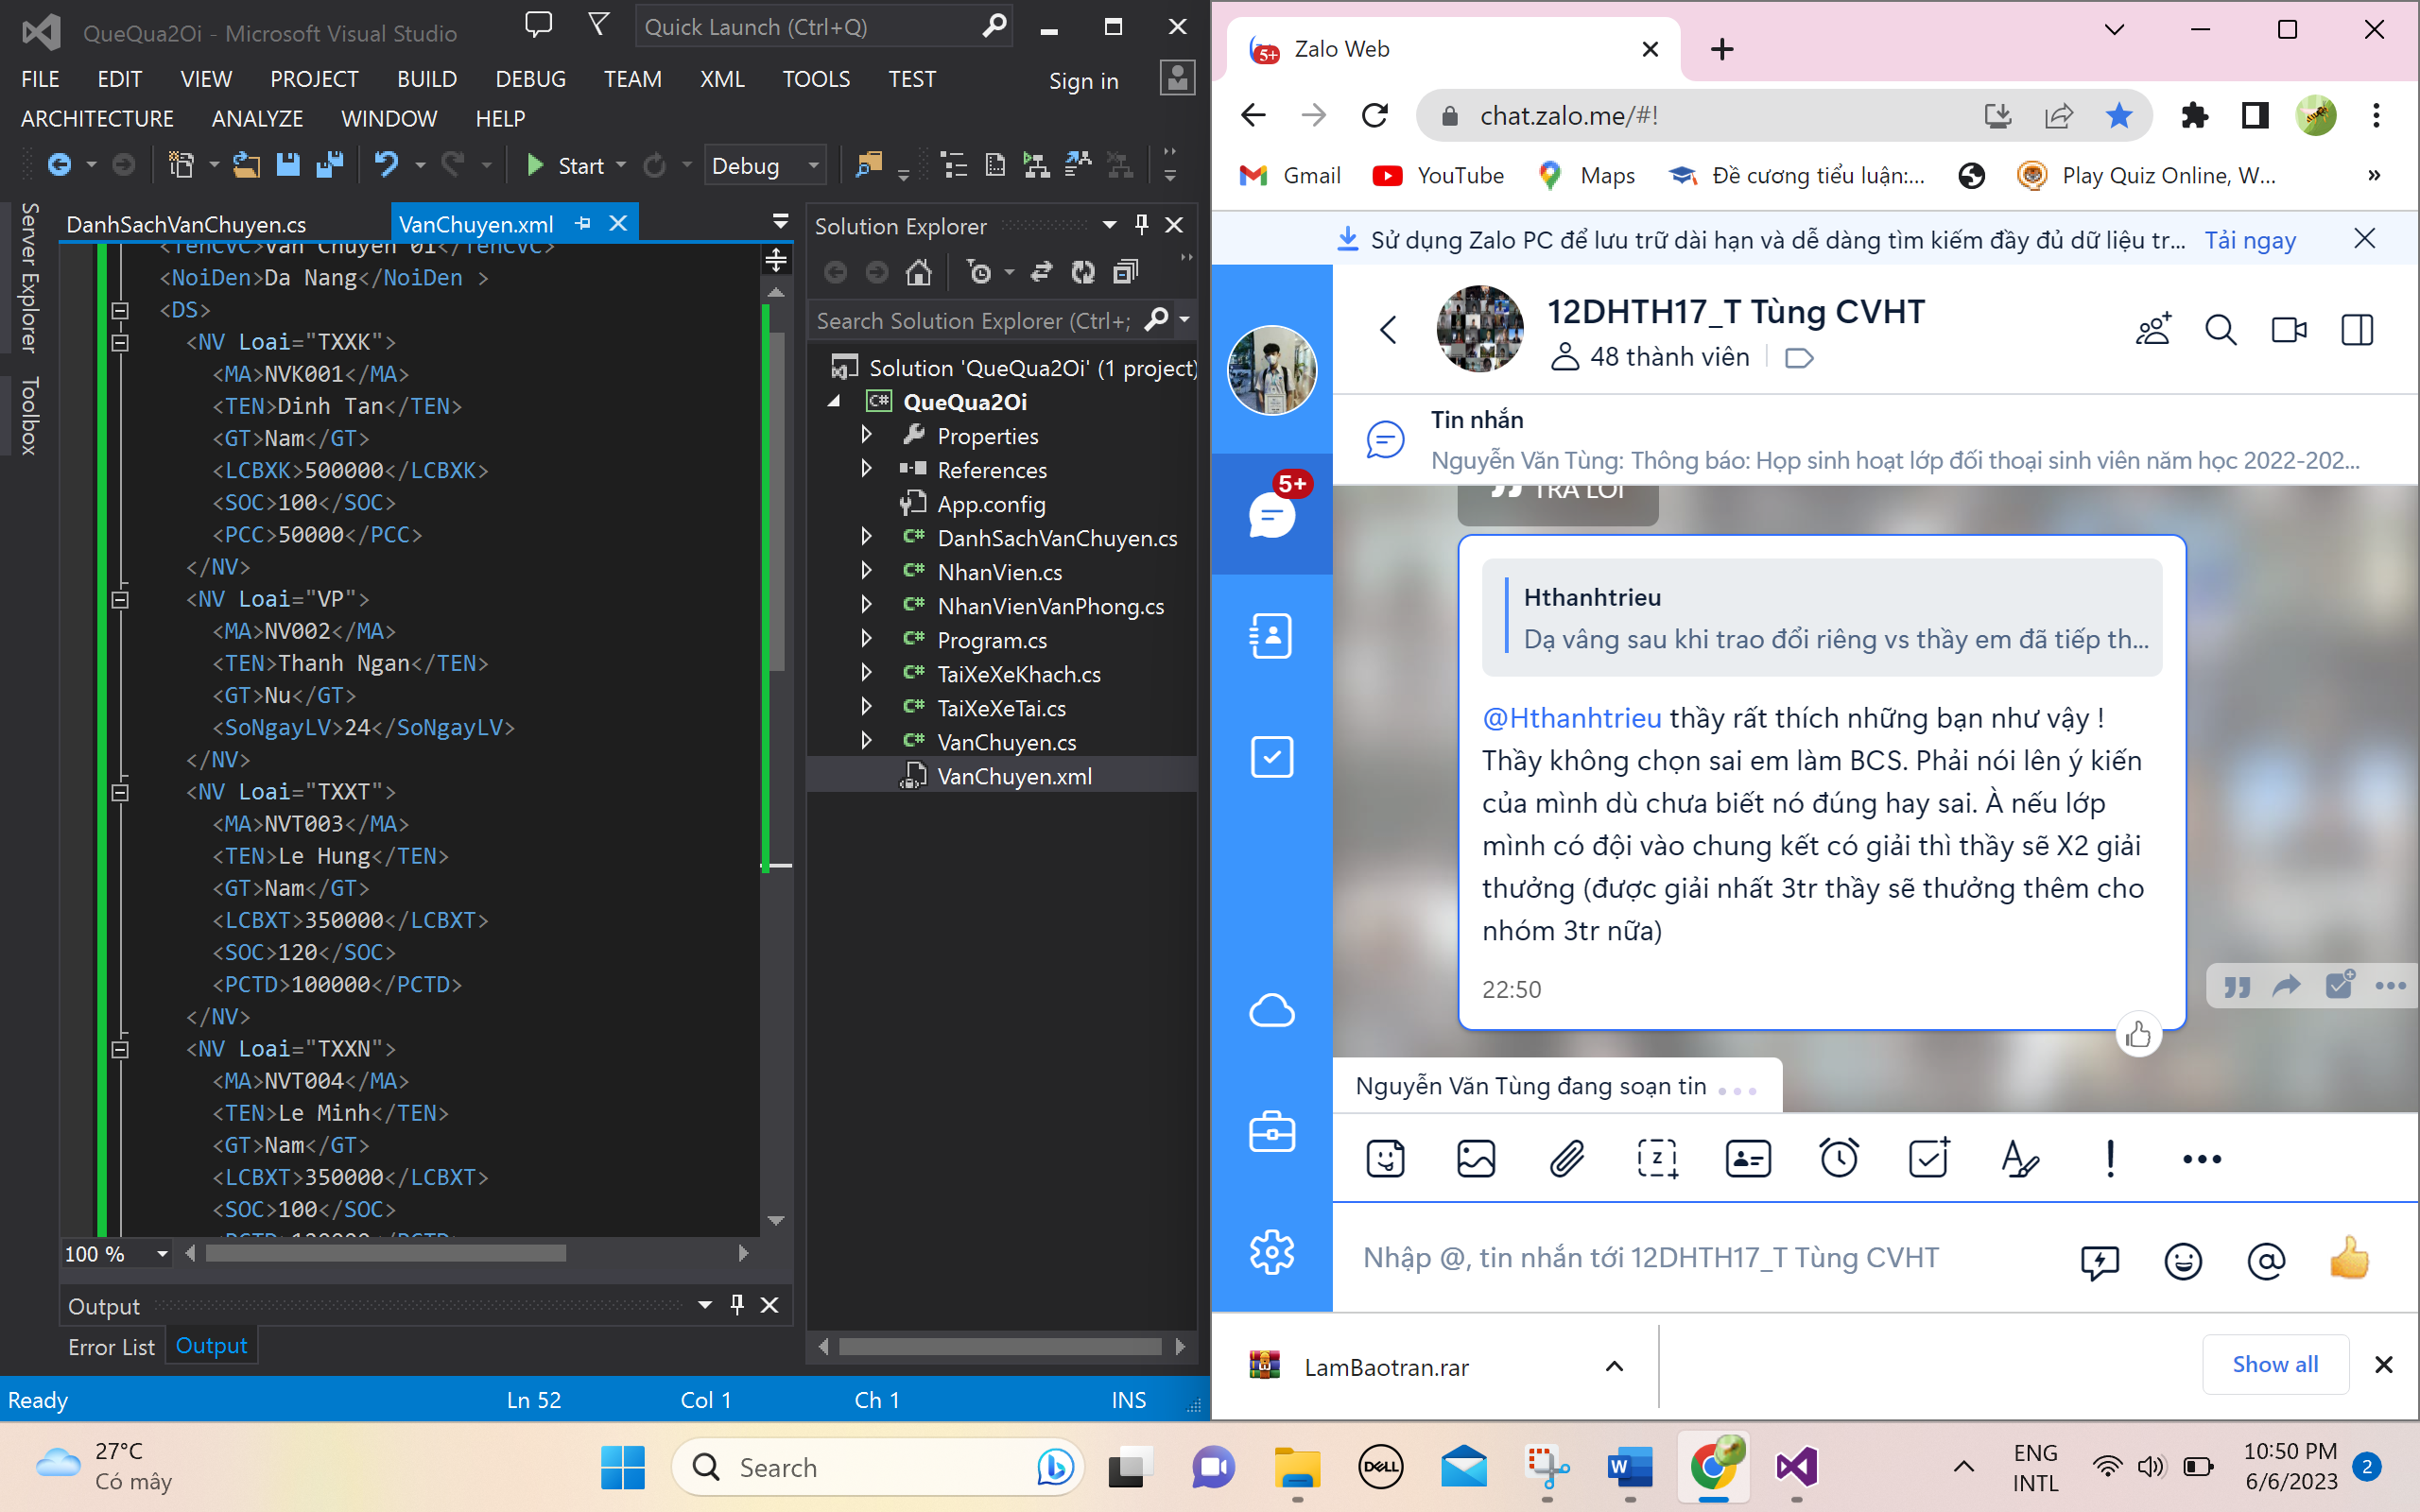 QueQua2Oi - Microsoft Visual Studio
Quick Launch (Ctrl+Q)
FILE EDIT VIEW PROJECT BUILD DEBUG TEAM XML TOOLS TEST
Sign in
ARCHITECTURE ANALYZE WINDOW HELP
Start Debug
Server Explorer
Toolbox
DanhSachVanChuyen.cs VanChuyen.xml
<TenCVC>Van Chuyen 01</TenCVC>
<NoiDen>Da Nang</NoiDen >
<DS>
<NV Loai="TXXK">
<MA>NVK001</MA>
<TEN>Dinh Tan</TEN>
<GT>Nam</GT>
<LCBXK>500000</LCBXK>
<SOC>100</SOC>
<PCC>50000</PCC>
</NV>
<NV Loai="VP">
<MA>NV002</MA>
<TEN>Thanh Ngan</TEN>
<GT>Nu</GT>
<SoNgayLV>24</SoNgayLV>
</NV>
<NV Loai="TXXT">
<MA>NVT003</MA>
<TEN>Le Hung</TEN>
<GT>Nam</GT>
<LCBXT>350000</LCBXT>
<SOC>120</SOC>
<PCTD>100000</PCTD>
</NV>
<NV Loai="TXXN">
<MA>NVT004</MA>
<TEN>Le Minh</TEN>
<GT>Nam</GT>
<LCBXT>350000</LCBXT>
<SOC>100</SOC>
100 %
Output
Error List Output
Ready Ln 52 Col 1 Ch 1 INS
Solution Explorer
Search Solution Explorer (Ctrl+;
Solution 'QueQua2Oi' (1 project)
QueQua2Oi
Properties
References
App.config
DanhSachVanChuyen.cs
NhanVien.cs
NhanVienVanPhong.cs
Program.cs
TaiXeXeKhach.cs
TaiXeXeTai.cs
VanChuyen.cs
VanChuyen.xml
5+ Zalo Web
chat.zalo.me/#!
Gmail YouTube Maps Đề cương tiểu luận:... Play Quiz Online, W... »
Sử dụng Zalo PC để lưu trữ dài hạn và dễ dàng tìm kiếm đầy đủ dữ liệu tr... Tải ngay
12DHTH17_T Tùng CVHT
48 thành viên
Tin nhắn
Nguyễn Văn Tùng: Thông báo: Họp sinh hoạt lớp đối thoại sinh viên năm học 2022-202...
5+
TRẢ LỜI
Hthanhtrieu
Dạ vâng sau khi trao đổi riêng vs thầy em đã tiếp th...
@Hthanhtrieu thầy rất thích những bạn như vậy !
Thầy không chọn sai em làm BCS. Phải nói lên ý kiến
của mình dù chưa biết nó đúng hay sai. À nếu lớp
mình có đội vào chung kết có giải thì thầy sẽ X2 giải
thưởng (được giải nhất 3tr thầy sẽ thưởng thêm cho
nhóm 3tr nữa)
22:50
Nguyễn Văn Tùng đang soạn tin
Nhập @, tin nhắn tới 12DHTH17_T Tùng CVHT
LamBaotran.rar
Show all
27°C
Có mây
Search
DELL
ENG
INTL
10:50 PM
6/6/2023
2